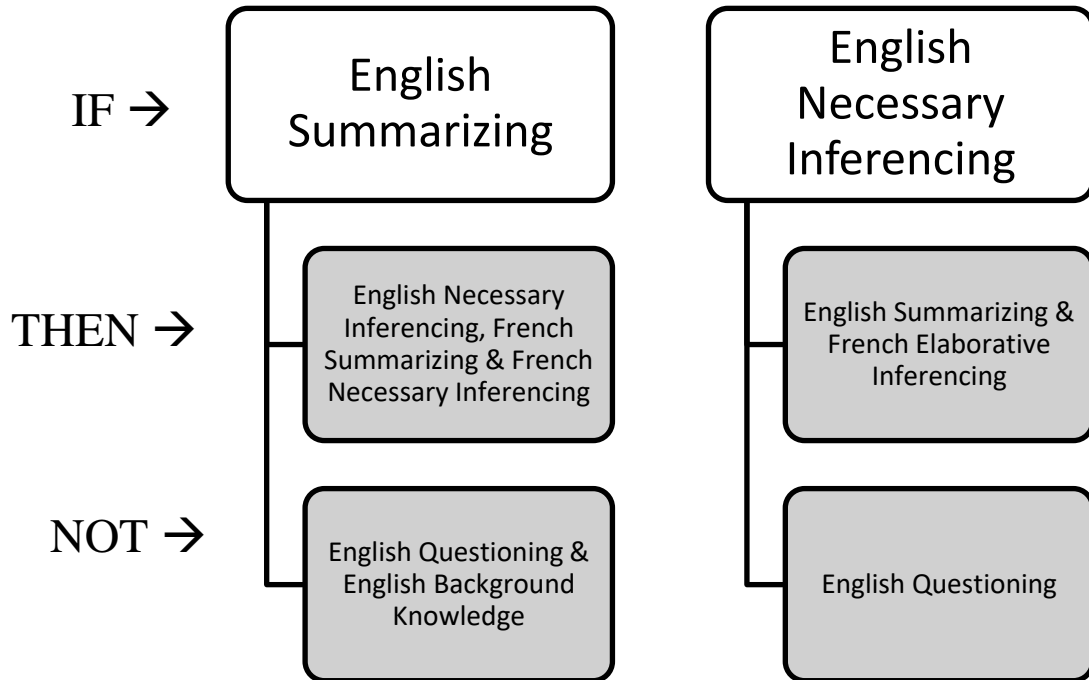 IF →
English
Summarizing
English
Necessary
Inferencing
THEN →
English Necessary
Inferencing, French
Summarizing & French
Necessary Inferencing
English Summarizing &
French Elaborative
Inferencing
NOT →
English Questioning &
English Background
Knowledge
English Questioning